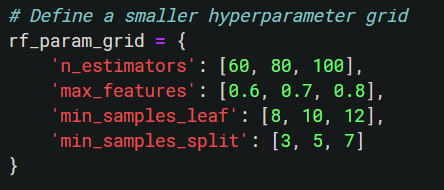 # Define a smaller hyperparameter grid
rf_param_grid = {
    'n_estimators': [60, 80, 100],
    'max_features': [0.6, 0.7, 0.8],
    'min_samples_leaf': [8, 10, 12],
    'min_samples_split': [3, 5, 7]
}